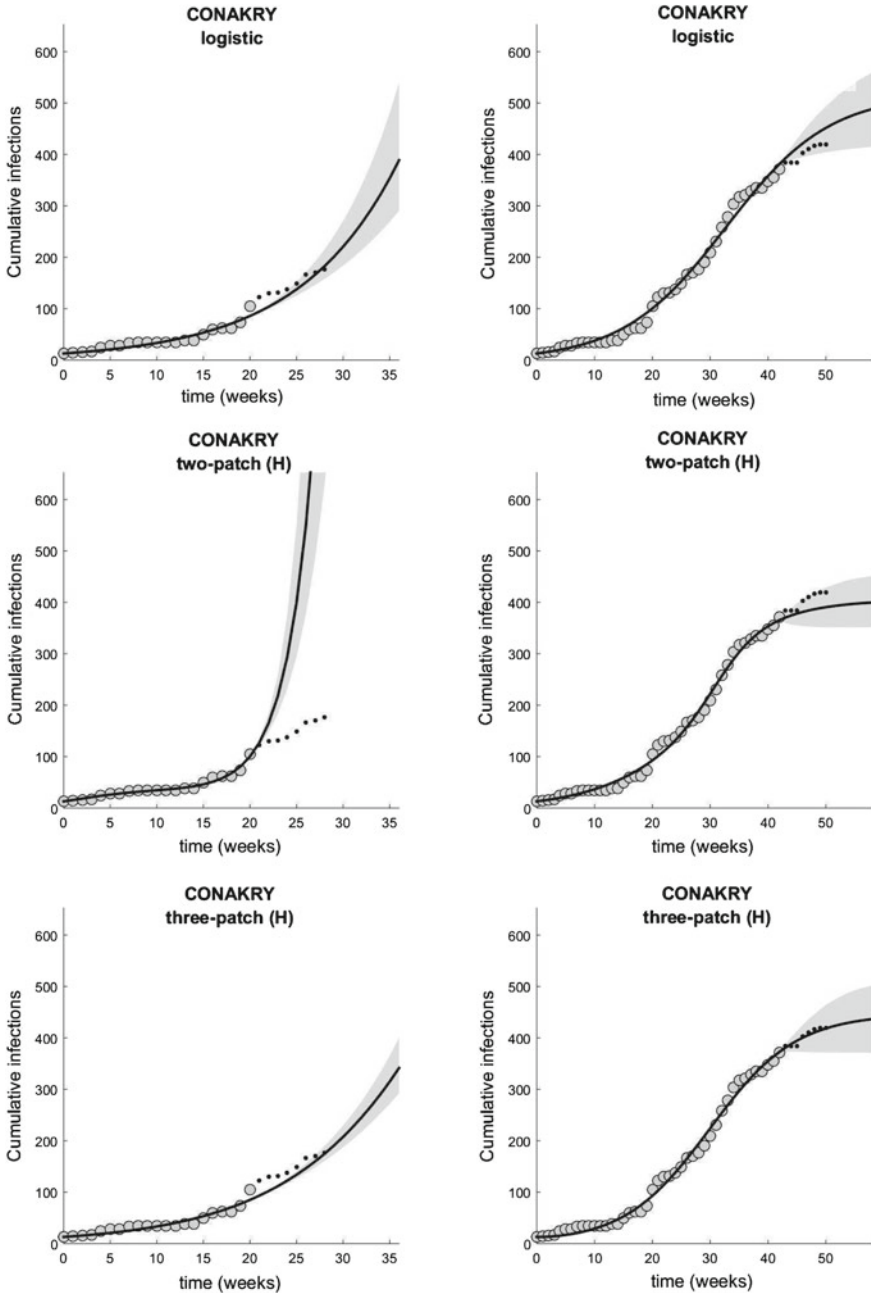 CONAKRY
logistic
600
500
400
300
200
100
0
Cumulative infections
0 5 10 15 20 25 30 35
time (weeks)
CONAKRY
logistic
600
500
400
300
200
100
0
Cumulative infections
0 10 20 30 40 50
time (weeks)
CONAKRY
two-patch (H)
600
500
400
300
200
100
0
Cumulative infections
0 5 10 15 20 25 30 35
time (weeks)
CONAKRY
two-patch (H)
600
500
400
300
200
100
0
Cumulative infections
0 10 20 30 40 50
time (weeks)
CONAKRY
three-patch (H)
600
500
400
300
200
100
0
Cumulative infections
0 5 10 15 20 25 30 35
time (weeks)
CONAKRY
three-patch (H)
600
500
400
300
200
100
0
Cumulative infections
0 10 20 30 40 50
time (weeks)